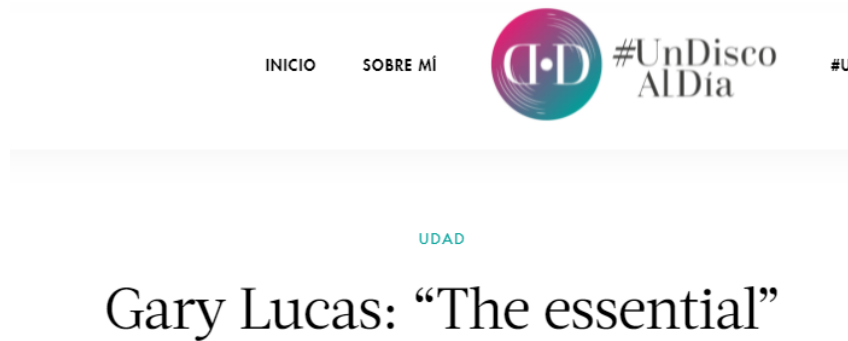 INICIO
SOBRE MÍ
D·D
#UnDisco
AlDía
#U
UDAD
Gary Lucas: “The essential”